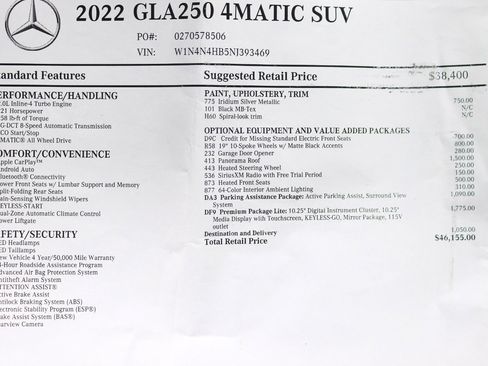 2022 GLA250 4MATIC SUV
PO#: 0270578506
VIN: W1N4N4HB5NJ393469
tandard Features
ERFORMANCE/HANDLING
.0L Inline-4 Turbo Engine
21 Horsepower
58 lb-ft of Torque
G-DCT 8-Speed Automatic Transmission
CO Start/Stop
MATIC® All Wheel Drive
OMFORT/CONVENIENCE
Apple CarPlay™
ndroid Auto
luetooth® Connectivity
ower Front Seats w/ Lumbar Support and Memory
plit-Folding Rear Seats
ain-Sensing Windshield Wipers
EYLESS-START
ual-Zone Automatic Climate Control
ower Liftgate
AFETY/SECURITY
ED Headlamps
ED Taillamps
ew Vehicle 4 Year/50,000 Mile Warranty
4-Hour Roadside Assistance Program
dvanced Air Bag Protection System
ntitheft Alarm System
TTENTION ASSIST®
ctive Brake Assist
ntilock Braking System (ABS)
lectronic Stability Program (ESP®)
rake Assist System (BAS®)
earview Camera
Suggested Retail Price $38,400
PAINT, UPHOLSTERY, TRIM
775 Iridium Silver Metallic 750.00
101 Black MB-Tex N/C
H60 Spiral-look trim N/C
OPTIONAL EQUIPMENT AND VALUE ADDED PACKAGES
D9C Credit for Missing Standard Electric Front Seats -700.00
R5B 19" 10-Spoke Wheels w/ Matte Black Accents 800.00
232 Garage Door Opener 280.00
413 Panorama Roof 1,500.00
443 Heated Steering Wheel 250.00
536 SiriusXM Radio with Free Trial Period 150.00
873 Heated Front Seats 500.00
877 64-Color Interior Ambient Lighting 310.00
DA3 Parking Assistance Package: Active Parking Assist, Surround View 1,090.00
System
DF9 Premium Package Lite: 10.25" Digital Instrument Cluster, 10.25" 1,775.00
Media Display with Touchscreen, KEYLESS-GO, Mirror Package, 115V
outlet
Destination and Delivery 1,050.00
Total Retail Price $46,155.00